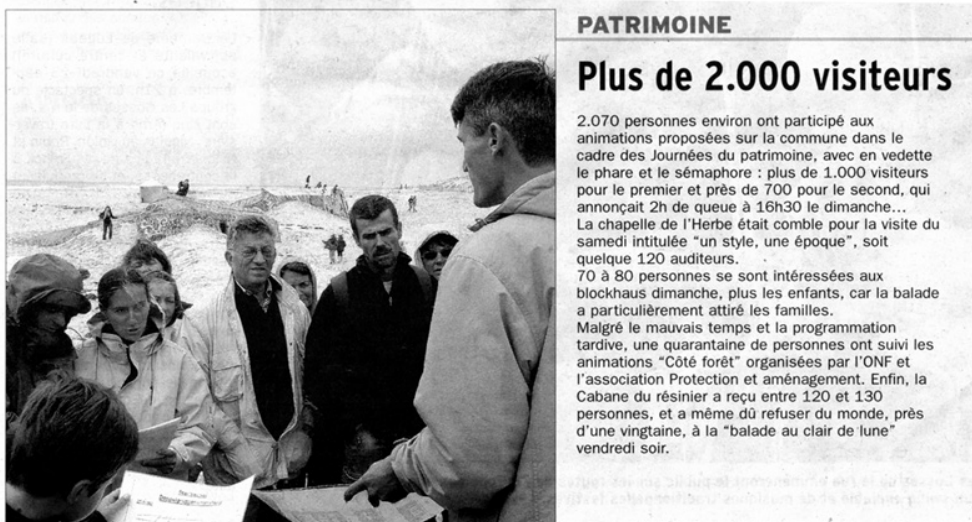 PATRIMOINE
Plus de 2.000 visiteurs
2.070 personnes environ ont participé aux
animations proposées sur la commune dans le
cadre des Journées du patrimoine, avec en vedette
le phare et le sémaphore : plus de 1.000 visiteurs
pour le premier et près de 700 pour le second, qui
annonçait 2h de queue à 16h30 le dimanche…
La chapelle de l'Herbe était comble pour la visite du
samedi intitulée “un style, une époque”, soit
quelque 120 auditeurs.
70 à 80 personnes se sont intéressées aux
blockhaus dimanche, plus les enfants, car la balade
a particulièrement attiré les familles.
Malgré le mauvais temps et la programmation
tardive, une quarantaine de personnes ont suivi les
animations “Côté forêt” organisées par l'ONF et
l'association Protection et aménagement. Enfin, la
Cabane du résinier a reçu entre 120 et 130
personnes, et a même dû refuser du monde, près
d'une vingtaine, à la “balade au clair de lune”
vendredi soir.